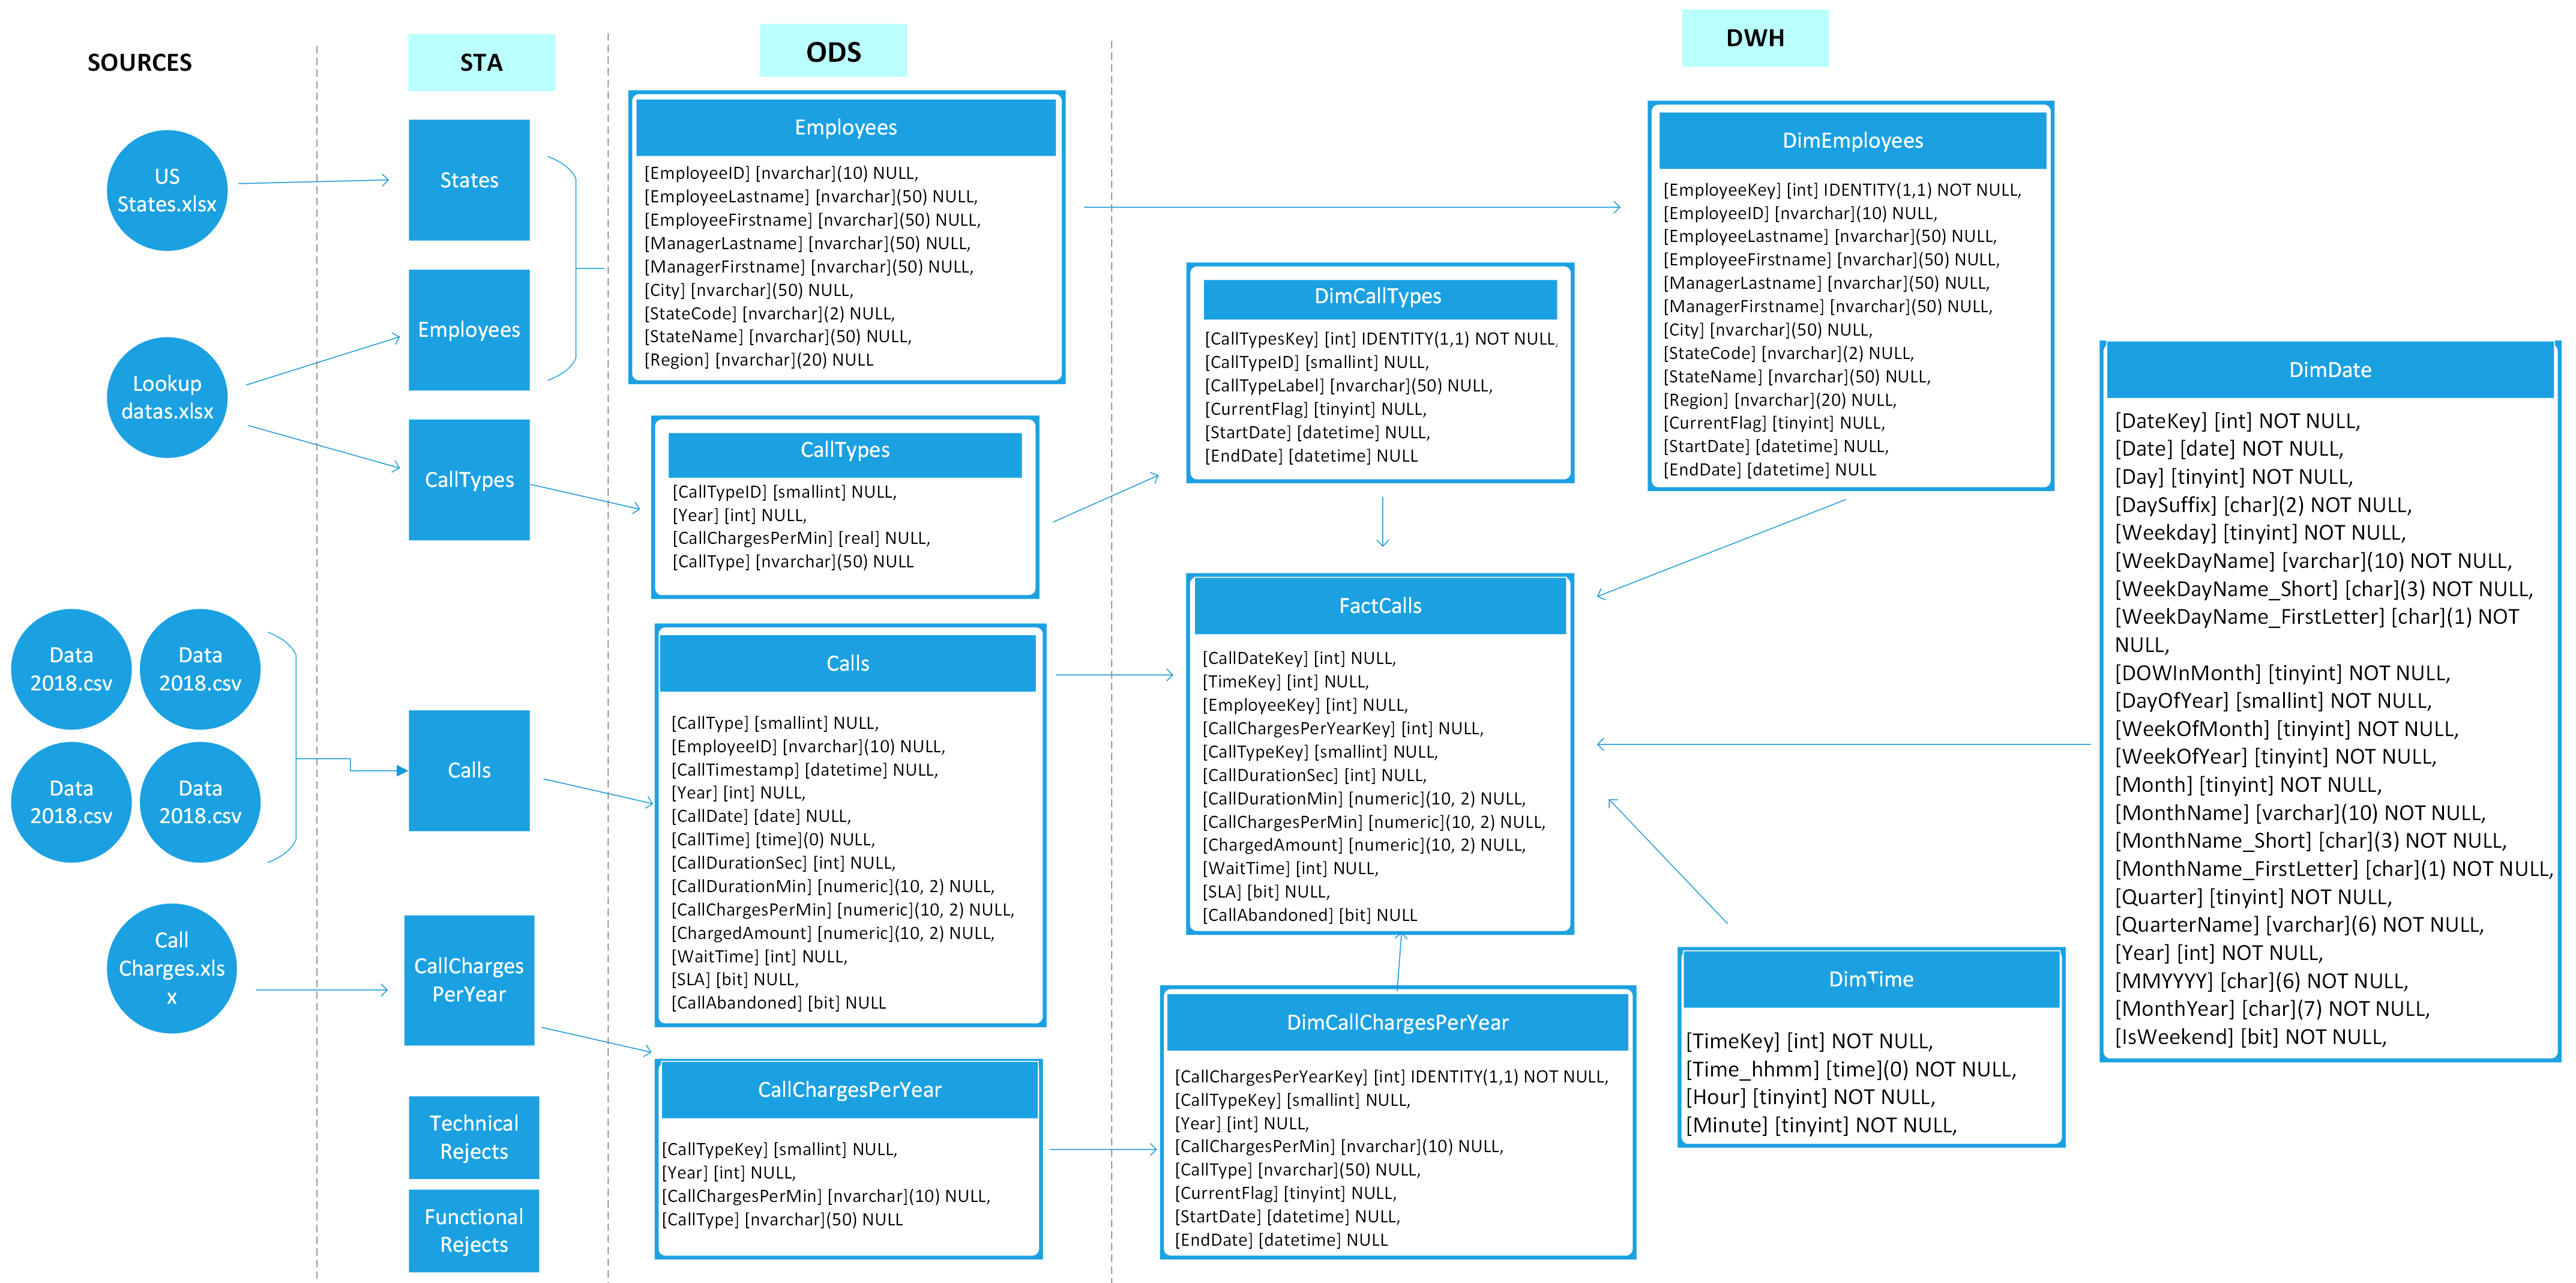 SOURCES
STA
ODS
DWH
US
States.xlsx
Lookup
datas.xlsx
Data
2018.csv
Data
2018.csv
Data
2018.csv
Data
2018.csv
Call
Charges.xls
x
States
Employees
CallTypes
Calls
CallCharges
PerYear
Technical
Rejects
Functional
Rejects
Employees
[EmployeeID] [nvarchar](10) NULL,
[EmployeeLastname] [nvarchar](50) NULL,
[EmployeeFirstname] [nvarchar](50) NULL,
[ManagerLastname] [nvarchar](50) NULL,
[ManagerFirstname] [nvarchar](50) NULL,
[City] [nvarchar](50) NULL,
[StateCode] [nvarchar](2) NULL,
[StateName] [nvarchar](50) NULL,
[Region] [nvarchar](20) NULL
CallTypes
[CallTypeID] [smallint] NULL,
[Year] [int] NULL,
[CallChargesPerMin] [real] NULL,
[CallType] [nvarchar](50) NULL
Calls
[CallType] [smallint] NULL,
[EmployeeID] [nvarchar](10) NULL,
[CallTimestamp] [datetime] NULL,
[Year] [int] NULL,
[CallDate] [date] NULL,
[CallTime] [time](0) NULL,
[CallDurationSec] [int] NULL,
[CallDurationMin] [numeric](10, 2) NULL,
[CallChargesPerMin] [numeric](10, 2) NULL,
[ChargedAmount] [numeric](10, 2) NULL,
[WaitTime] [int] NULL,
[SLA] [bit] NULL,
[CallAbandoned] [bit] NULL
CallChargesPerYear
[CallTypeKey] [smallint] NULL,
[Year] [int] NULL,
[CallChargesPerMin] [nvarchar](10) NULL,
[CallType] [nvarchar](50) NULL
DimCallTypes
[CallTypesKey] [int] IDENTITY(1,1) NOT NULL,
[CallTypeID] [smallint] NULL,
[CallTypeLabel] [nvarchar](50) NULL,
[CurrentFlag] [tinyint] NULL,
[StartDate] [datetime] NULL,
[EndDate] [datetime] NULL
FactCalls
[CallDateKey] [int] NULL,
[TimeKey] [int] NULL,
[EmployeeKey] [int] NULL,
[CallChargesPerYearKey] [int] NULL,
[CallTypeKey] [smallint] NULL,
[CallDurationSec] [int] NULL,
[CallDurationMin] [numeric](10, 2) NULL,
[CallChargesPerMin] [numeric](10, 2) NULL,
[ChargedAmount] [numeric](10, 2) NULL,
[WaitTime] [int] NULL,
[SLA] [bit] NULL,
[CallAbandoned] [bit] NULL
DimCallChargesPerYear
[CallChargesPerYearKey] [int] IDENTITY(1,1) NOT NULL,
[CallTypeKey] [smallint] NULL,
[Year] [int] NULL,
[CallChargesPerMin] [nvarchar](10) NULL,
[CallType] [nvarchar](50) NULL,
[CurrentFlag] [tinyint] NULL,
[StartDate] [datetime] NULL,
[EndDate] [datetime] NULL
DimEmployees
[EmployeeKey] [int] IDENTITY(1,1) NOT NULL,
[EmployeeID] [nvarchar](10) NULL,
[EmployeeLastname] [nvarchar](50) NULL,
[EmployeeFirstname] [nvarchar](50) NULL,
[ManagerLastname] [nvarchar](50) NULL,
[ManagerFirstname] [nvarchar](50) NULL,
[City] [nvarchar](50) NULL,
[StateCode] [nvarchar](2) NULL,
[StateName] [nvarchar](50) NULL,
[Region] [nvarchar](20) NULL,
[CurrentFlag] [tinyint] NULL,
[StartDate] [datetime] NULL,
[EndDate] [datetime] NULL
DimTime
[TimeKey] [int] NOT NULL,
[Time_hhmm] [time](0) NOT NULL,
[Hour] [tinyint] NOT NULL,
[Minute] [tinyint] NOT NULL,
DimDate
[DateKey] [int] NOT NULL,
[Date] [date] NOT NULL,
[Day] [tinyint] NOT NULL,
[DaySuffix] [char](2) NOT NULL,
[Weekday] [tinyint] NOT NULL,
[WeekDayName] [varchar](10) NOT NULL,
[WeekDayName_Short] [char](3) NOT NULL,
[WeekDayName_FirstLetter] [char](1) NOT
NULL,
[DOWInMonth] [tinyint] NOT NULL,
[DayOfYear] [smallint] NOT NULL,
[WeekOfMonth] [tinyint] NOT NULL,
[WeekOfYear] [tinyint] NOT NULL,
[Month] [tinyint] NOT NULL,
[MonthName] [varchar](10) NOT NULL,
[MonthName_Short] [char](3) NOT NULL,
[MonthName_FirstLetter] [char](1) NOT NULL,
[Quarter] [tinyint] NOT NULL,
[QuarterName] [varchar](6) NOT NULL,
[Year] [int] NOT NULL,
[MMYYYY] [char](6) NOT NULL,
[MonthYear] [char](7) NOT NULL,
[IsWeekend] [bit] NOT NULL,